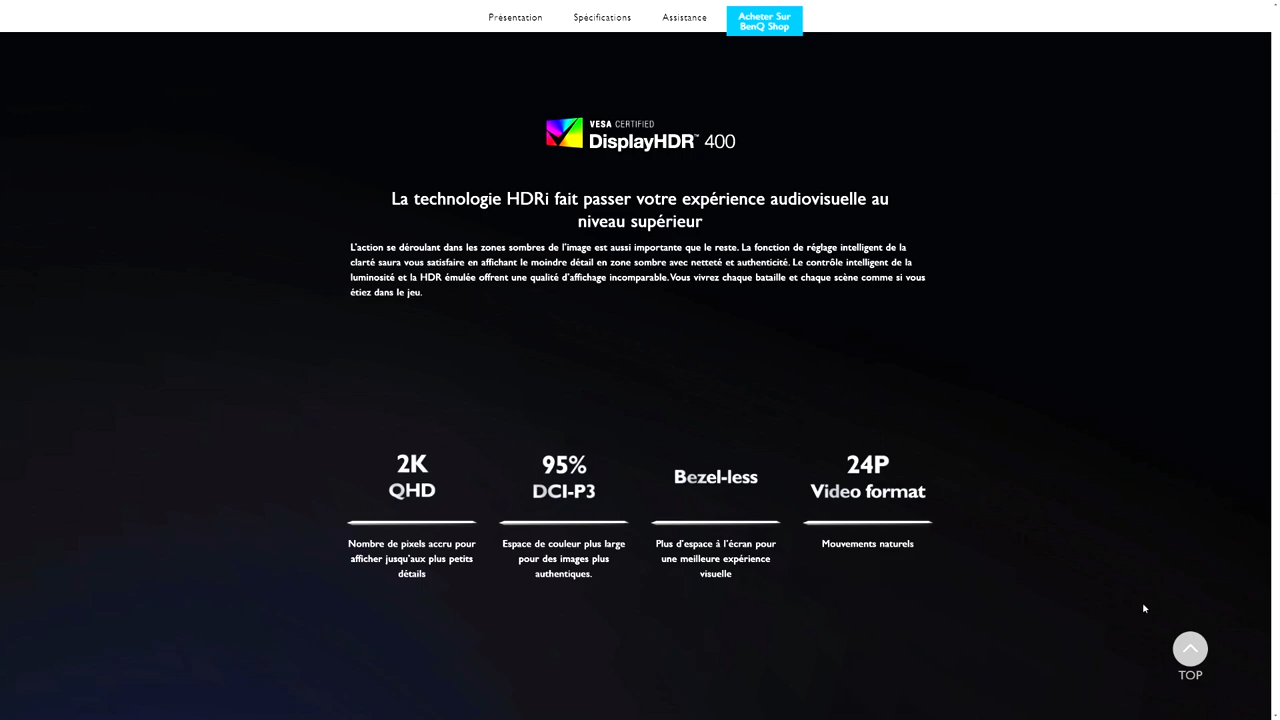 Présentation
Spécifications
Assistance
Acheter Sur
BenQ Shop
VESA CERTIFIED
DisplayHDR™ 400
La technologie HDRi fait passer votre expérience audiovisuelle au
niveau supérieur
L'action se déroulant dans les zones sombres de l'image est aussi importante que le reste. La fonction de réglage intelligent de la
clarté saura vous satisfaire en affichant le moindre détail en zone sombre avec netteté et authenticité. Le contrôle intelligent de la
luminosité et la HDR émulée offrent une qualité d'affichage incomparable. Vous vivrez chaque bataille et chaque scène comme si vous
étiez dans le jeu.
2K
QHD
Nombre de pixels accru pour
afficher jusqu'aux plus petits
détails
95%
DCI-P3
Espace de couleur plus large
pour des images plus
authentiques.
Bezel-less
Plus d'espace à l'écran pour
une meilleure expérience
visuelle
24P
Video format
Mouvements naturels
TOP